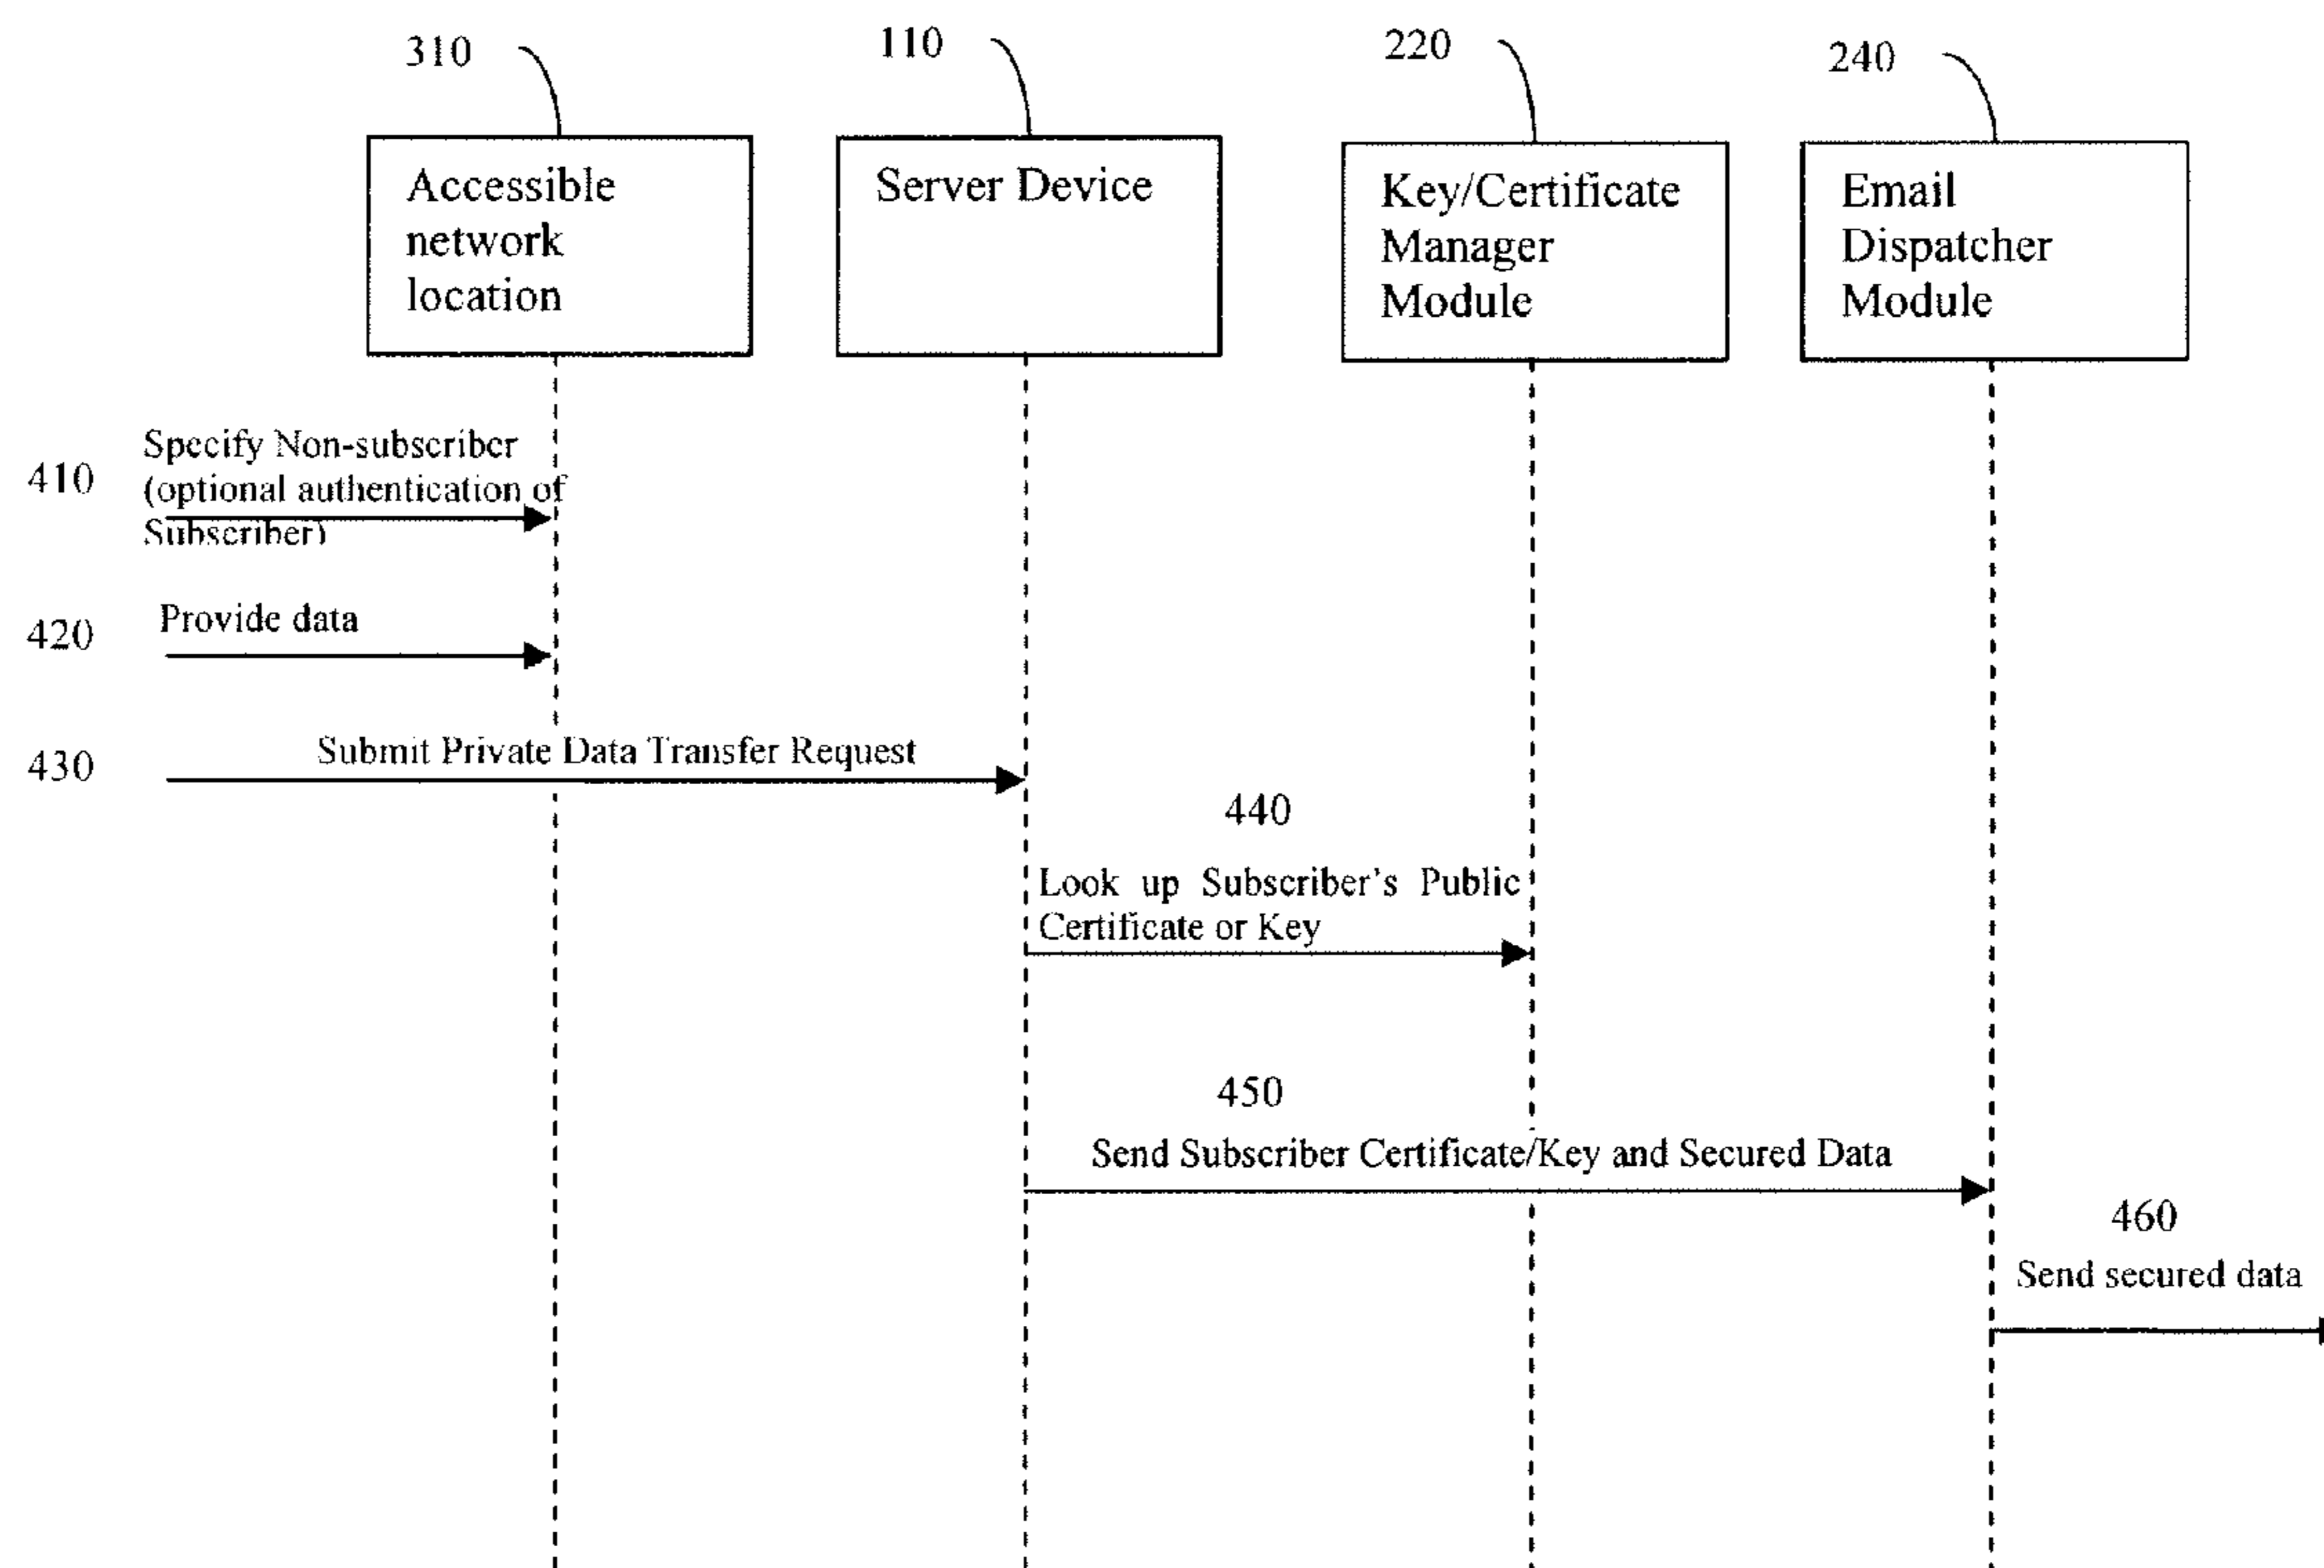 310
110
220
240
Accessible
network
location
Server Device
Key/Certificate
Manager
Module
Email
Dispatcher
Module
410
Specify Non-subscriber
(optional authentication of
Subscriber)
420
Provide data
430
Submit Private Data Transfer Request
440
Look up Subscriber's Public
Certificate or Key
450
Send Subscriber Certificate/Key and Secured Data
460
Send secured data